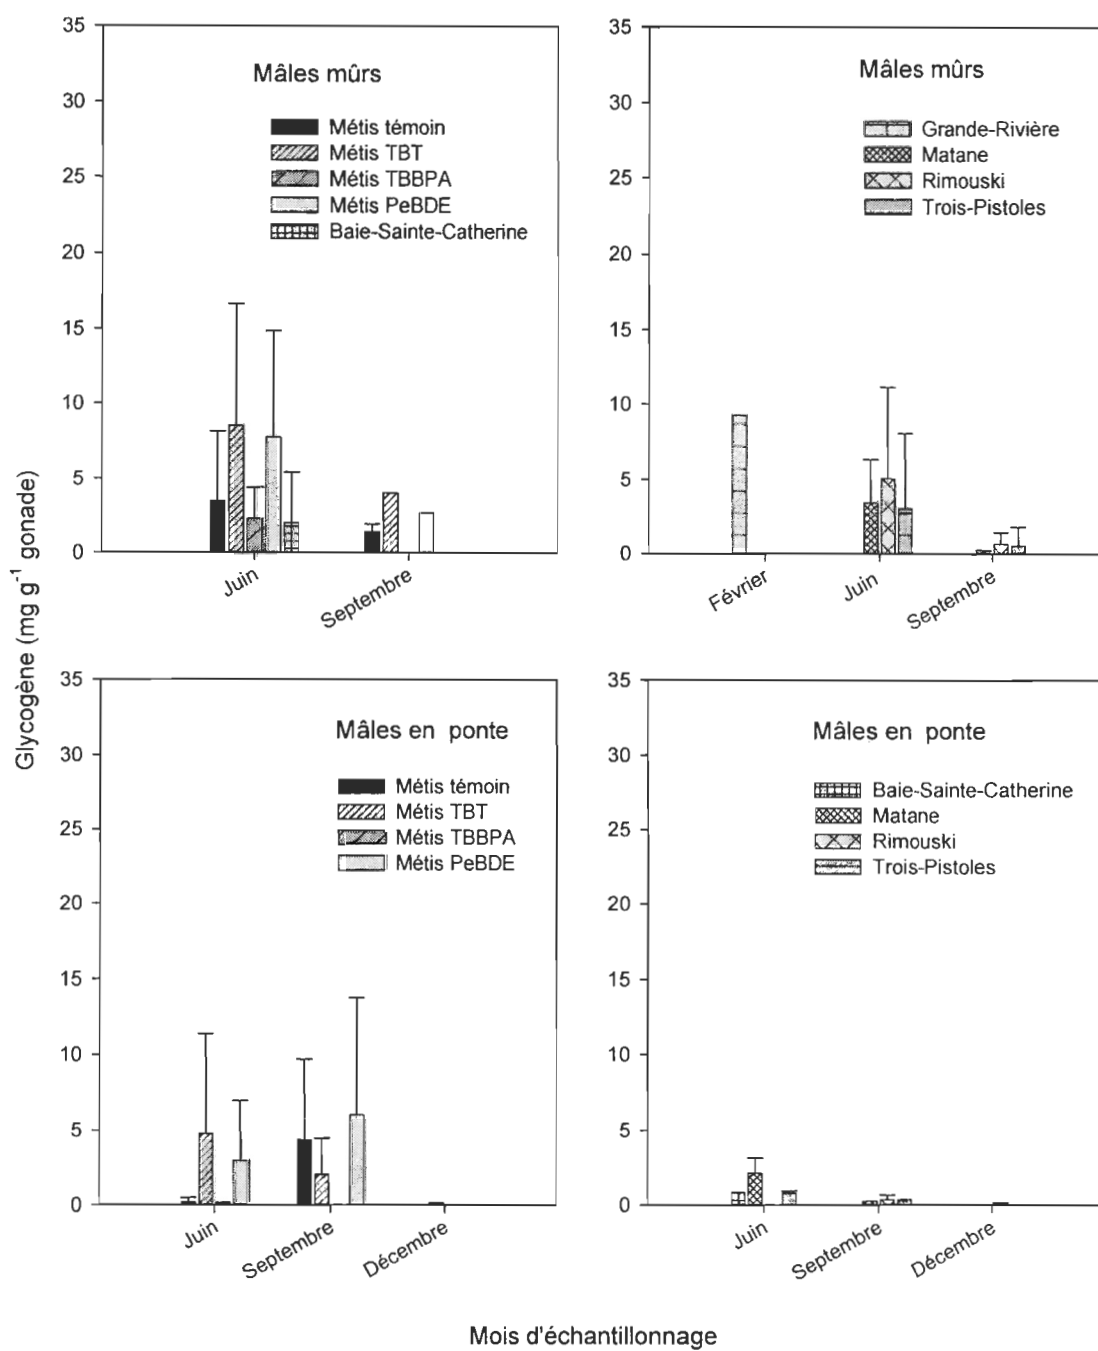 35
30
25
20
15
10
5
0
Mâles mûrs
Métis témoin
Métis TBT
Métis TBBPA
Métis PeBDE
Baie-Sainte-Catherine
Juin
Septembre
35
30
25
20
15
10
5
0
Mâles mûrs
Grande-Rivière
Matane
Rimouski
Trois-Pistoles
Février
Juin
Septembre
Glycogène (mg g⁻¹ gonade)
35
30
25
20
15
10
5
0
Mâles en ponte
Métis témoin
Métis TBT
Métis TBBPA
Métis PeBDE
Juin
Septembre
Décembre
35
30
25
20
15
10
5
0
Mâles en ponte
Baie-Sainte-Catherine
Matane
Rimouski
Trois-Pistoles
Juin
Septembre
Décembre
Mois d'échantillonnage